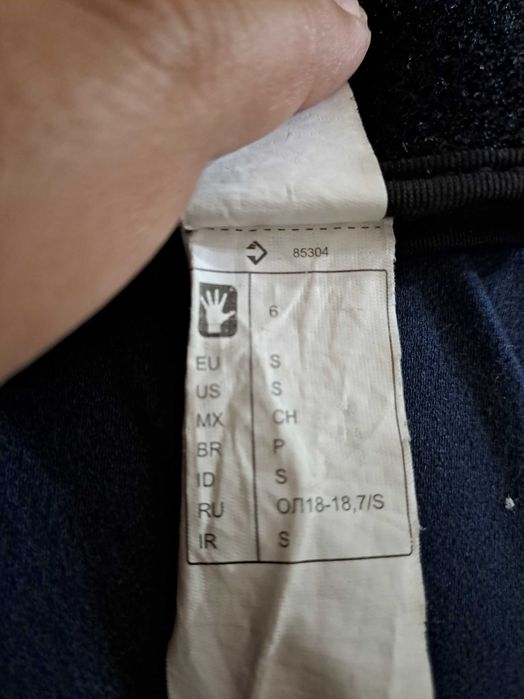 85304
6
EU S
US S
MX CH
BR P
ID S
RU ОЛ18-18,7/S
IR S